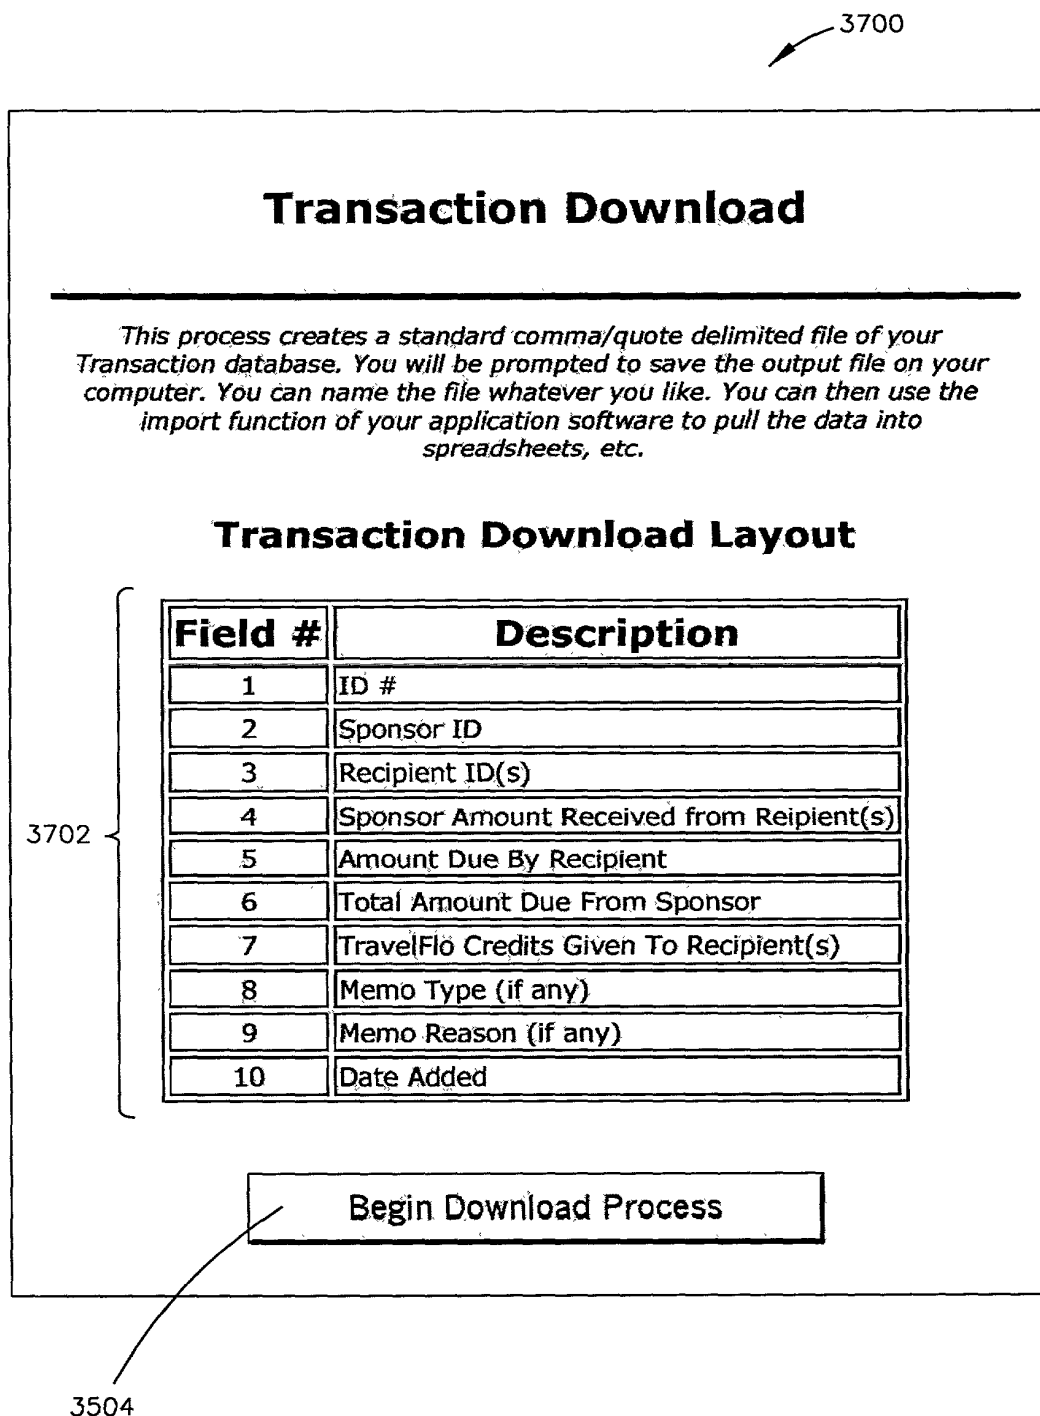 3700
Transaction Download
This process creates a standard comma/quote delimited file of your
Transaction database. You will be prompted to save the output file on your
computer. You can name the file whatever you like. You can then use the
import function of your application software to pull the data into
spreadsheets, etc.
Transaction Download Layout
Field # Description
1 ID #
2 Sponsor ID
3 Recipient ID(s)
4 Sponsor Amount Received from Reipient(s)
5 Amount Due By Recipient
6 Total Amount Due From Sponsor
7 TravelFlo Credits Given To Recipient(s)
8 Memo Type (if any)
9 Memo Reason (if any)
10 Date Added
3702
Begin Download Process
3504